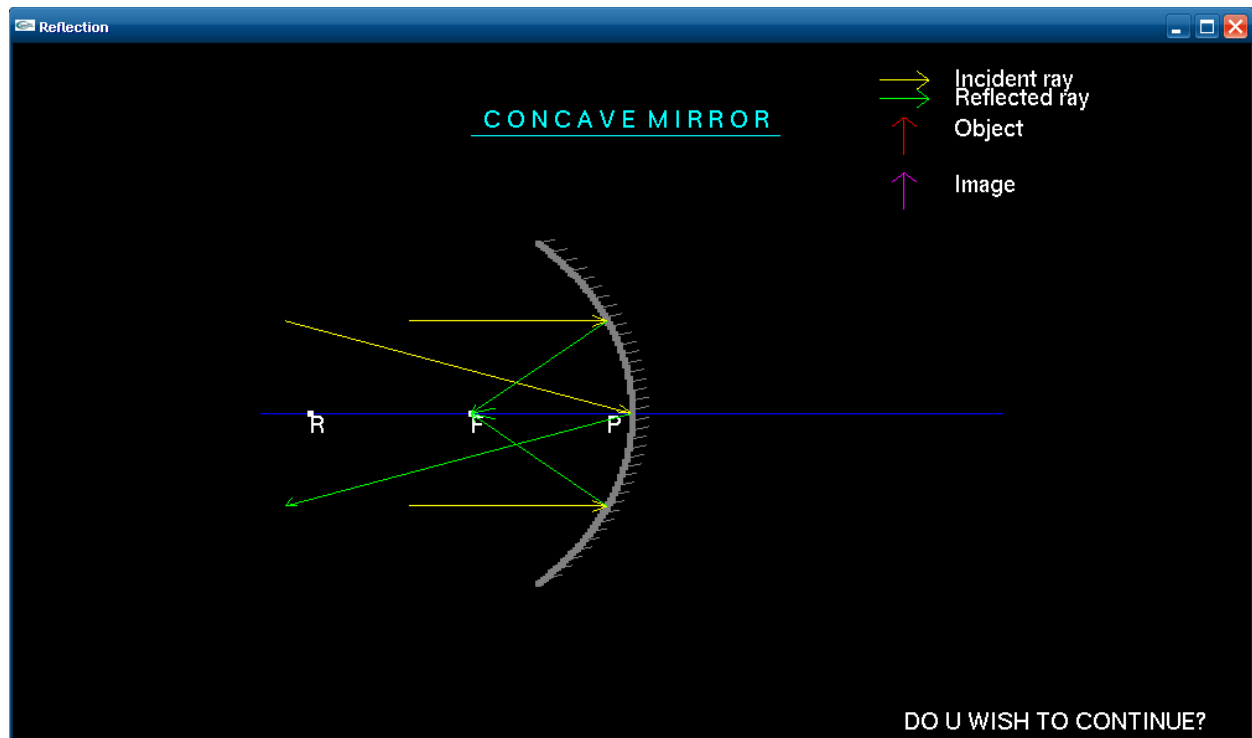 Reflection
Incident ray
Reflected ray
CONCAVE MIRROR
Object
Image
R F P
DO U WISH TO CONTINUE?